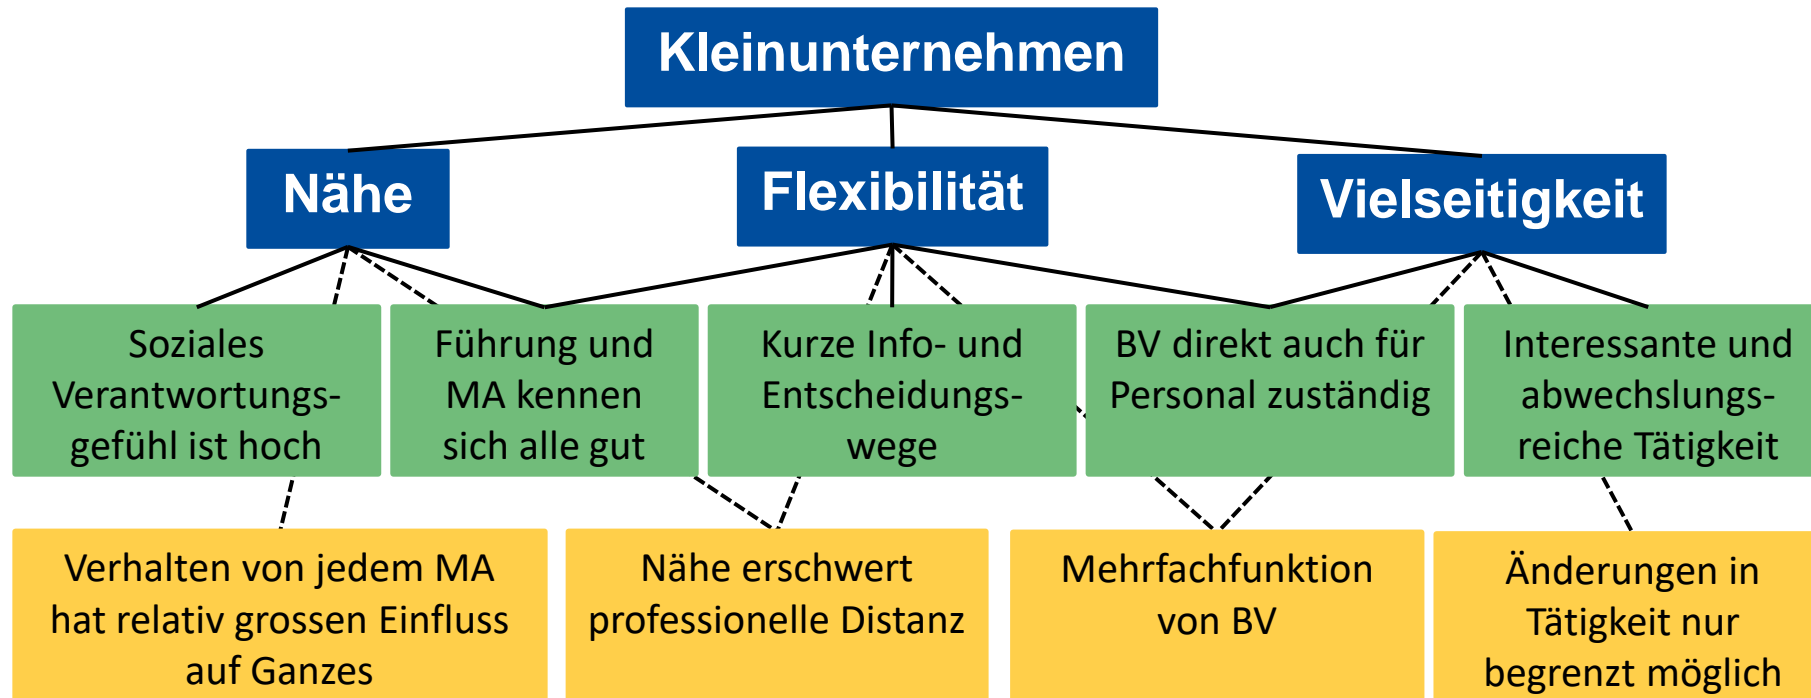 Kleinunternehmen
Nähe
Flexibilität
Vielseitigkeit
Soziales
Verantwortungs-
gefühl ist hoch
Führung und
MA kennen
sich alle gut
Kurze Info- und
Entscheidungs-
wege
BV direkt auch für
Personal zuständig
Interessante und
abwechslungs-
reiche Tätigkeit
Verhalten von jedem MA
hat relativ grossen Einfluss
auf Ganzes
Nähe erschwert
professionelle Distanz
Mehrfachfunktion
von BV
Änderungen in
Tätigkeit nur
begrenzt möglich